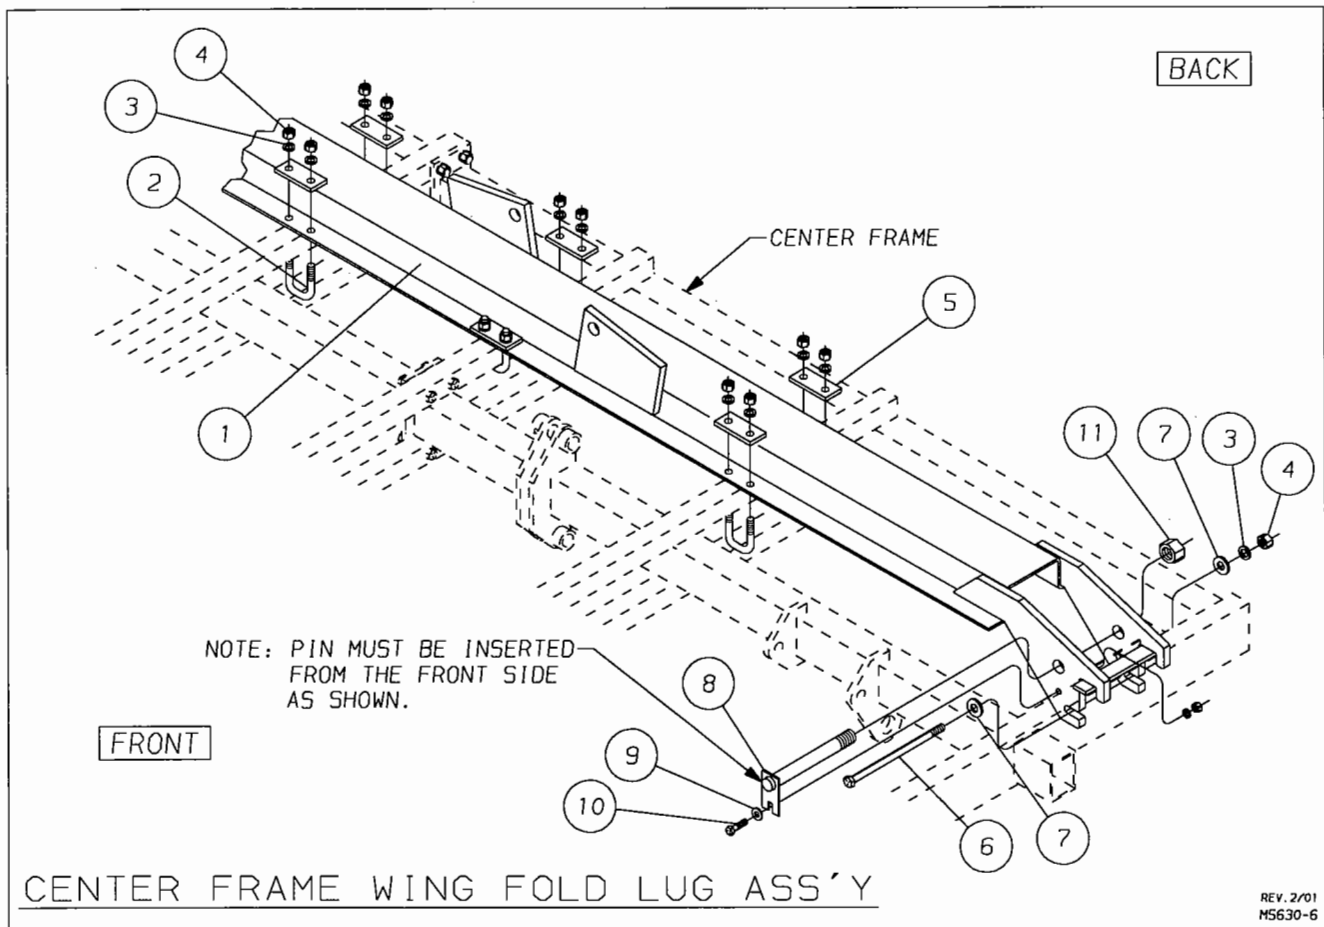 4
BACK
3
2
CENTER FRAME
5
1
11
7
3
4
NOTE: PIN MUST BE INSERTED
FROM THE FRONT SIDE
AS SHOWN.
8
FRONT
9
10
6
7
CENTER FRAME WING FOLD LUG ASS'Y
REV. 2/01
M5630-6